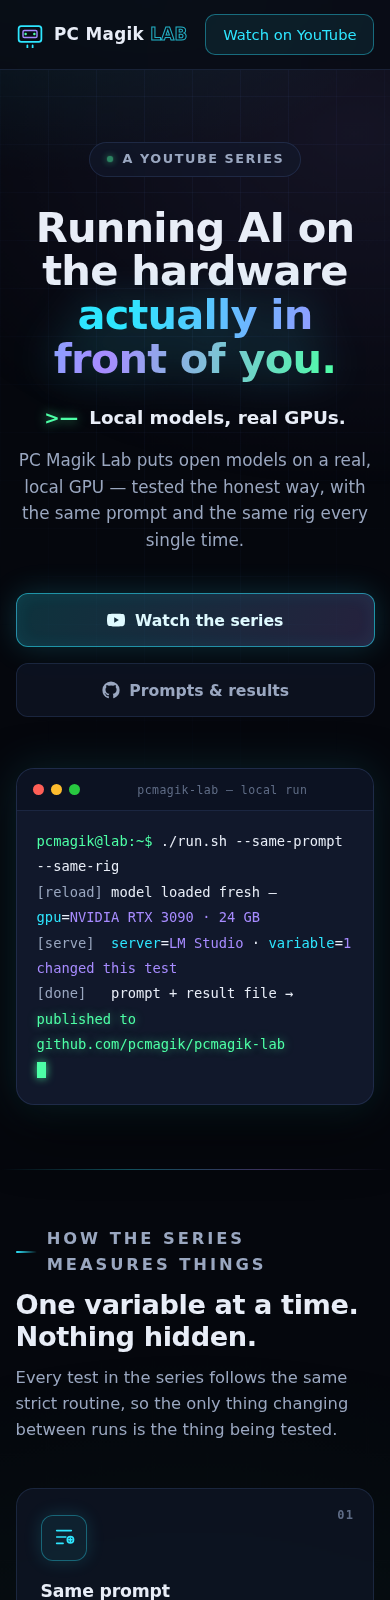 PC Magik LAB
Watch on YouTube
A YOUTUBE SERIES
Running AI on
the hardware
actually in
front of you.
>— Local models, real GPUs.
PC Magik Lab puts open models on a real,
local GPU — tested the honest way, with
the same prompt and the same rig every
single time.
Watch the series
Prompts & results
pcmagik-lab — local run
pcmagik@lab:~$ ./run.sh --same-prompt
--same-rig
[reload] model loaded fresh —
gpu=NVIDIA RTX 3090 · 24 GB
[serve] server=LM Studio · variable=1
changed this test
[done] prompt + result file →
published to
github.com/pcmagik/pcmagik-lab
HOW THE SERIES
MEASURES THINGS
One variable at a time.
Nothing hidden.
Every test in the series follows the same
strict routine, so the only thing changing
between runs is the thing being tested.
01
Same prompt